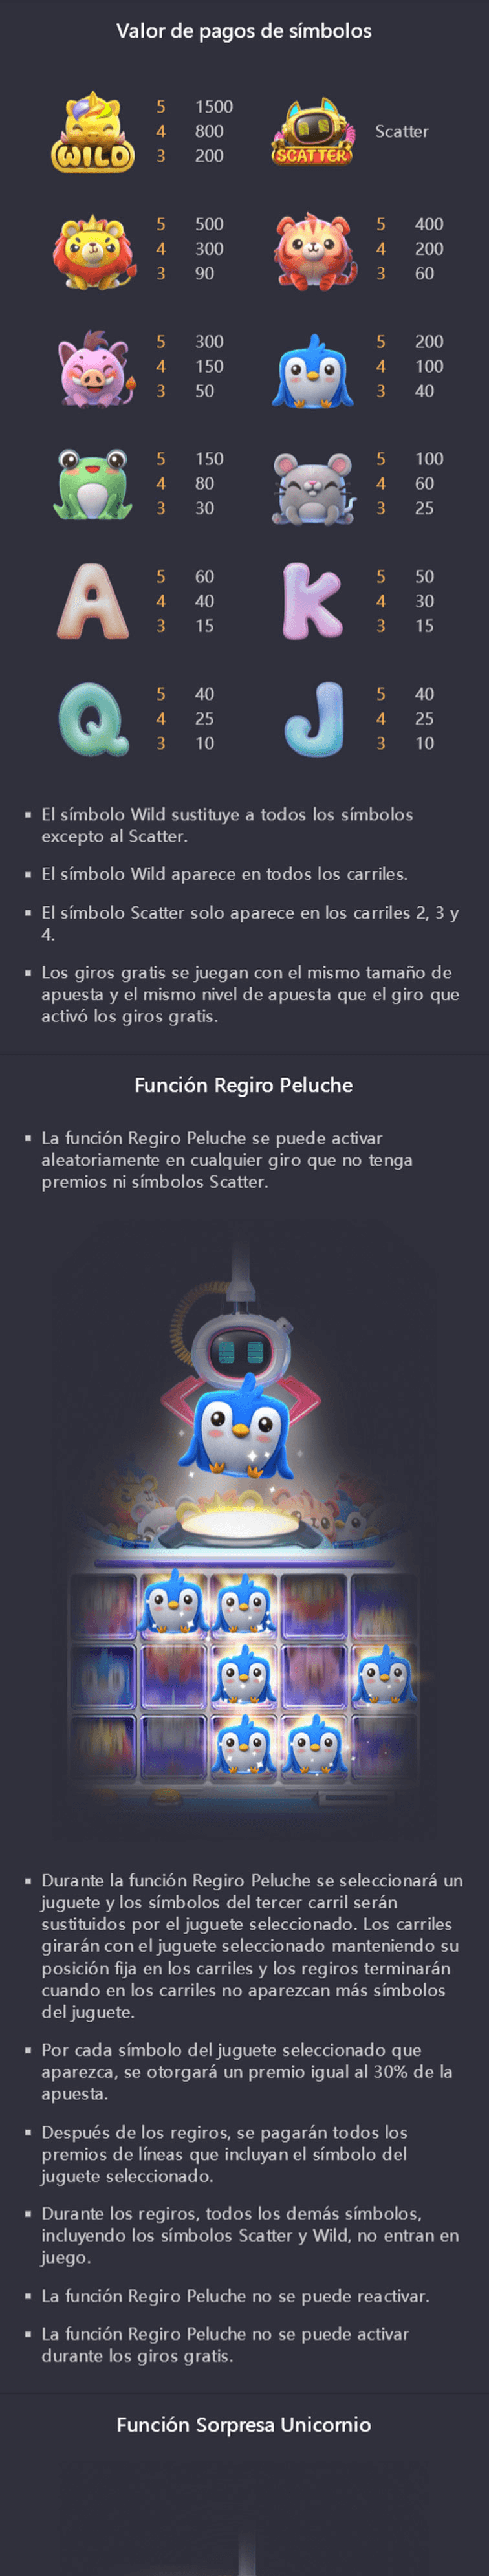 Valor de pagos de símbolos
5 1500
4 800
3 200
WILD
SCATTER
Scatter
5 500
4 300
3 90
5 400
4 200
3 60
5 300
4 150
3 50
5 200
4 100
3 40
5 150
4 80
3 30
5 100
4 60
3 25
A
5 60
4 40
3 15
K
5 50
4 30
3 15
Q
5 40
4 25
3 10
J
5 40
4 25
3 10
▪ El símbolo Wild sustituye a todos los símbolos
excepto al Scatter.
▪ El símbolo Wild aparece en todos los carriles.
▪ El símbolo Scatter solo aparece en los carriles 2, 3 y
4.
▪ Los giros gratis se juegan con el mismo tamaño de
apuesta y el mismo nivel de apuesta que el giro que
activó los giros gratis.
Función Regiro Peluche
▪ La función Regiro Peluche se puede activar
aleatoriamente en cualquier giro que no tenga
premios ni símbolos Scatter.
▪ Durante la función Regiro Peluche se seleccionará un
juguete y los símbolos del tercer carril serán
sustituidos por el juguete seleccionado. Los carriles
girarán con el juguete seleccionado manteniendo su
posición fija en los carriles y los regiros terminarán
cuando en los carriles no aparezcan más símbolos
del juguete.
▪ Por cada símbolo del juguete seleccionado que
aparezca, se otorgará un premio igual al 30% de la
apuesta.
▪ Después de los regiros, se pagarán todos los
premios de líneas que incluyan el símbolo del
juguete seleccionado.
▪ Durante los regiros, todos los demás símbolos,
incluyendo los símbolos Scatter y Wild, no entran en
juego.
▪ La función Regiro Peluche no se puede reactivar.
▪ La función Regiro Peluche no se puede activar
durante los giros gratis.
Función Sorpresa Unicornio